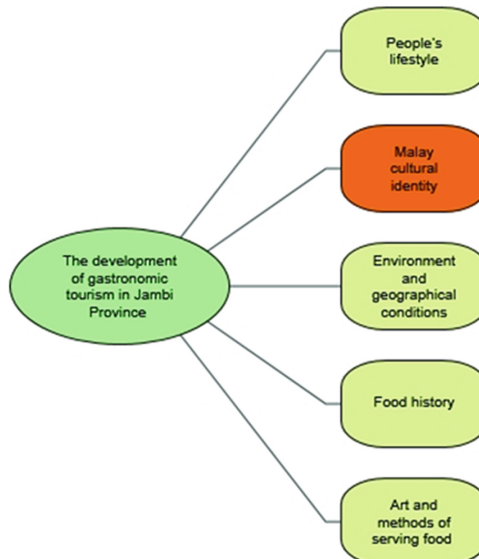 People's
lifestyle
Malay
cultural
identity
The development
of gastronomic
tourism in Jambi
Province
Environment
and
geographical
conditions
Food history
Art and
methods of
serving food